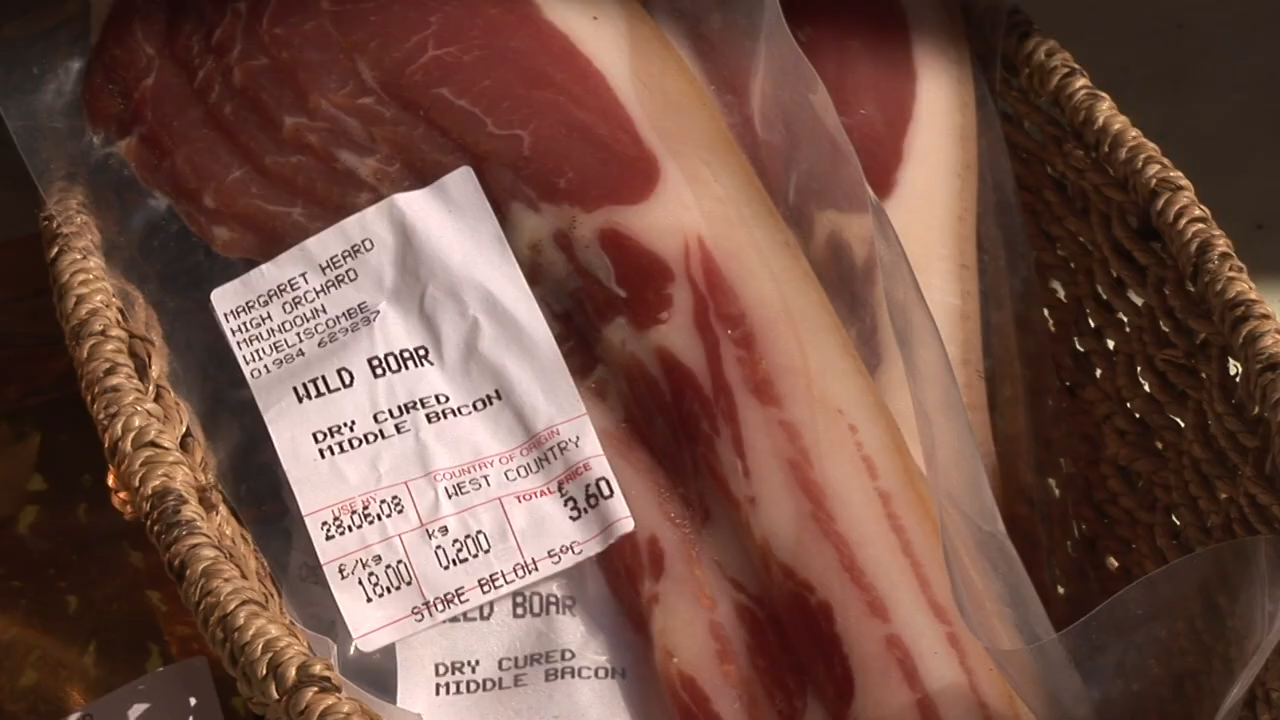 MARGARET HEARD
HIGH ORCHARD
MAUNDOWN
WIVELISCOMBE
01984 629237
WILD BOAR
DRY CURED
MIDDLE BACON
USE BY
28.06.08
COUNTRY OF ORIGIN
WEST COUNTRY
£/kg
18.00
kg
0.200
TOTAL PRICE
£
3.60
STORE BELOW 5°C
BOAR
DRY CURED
MIDDLE BACON